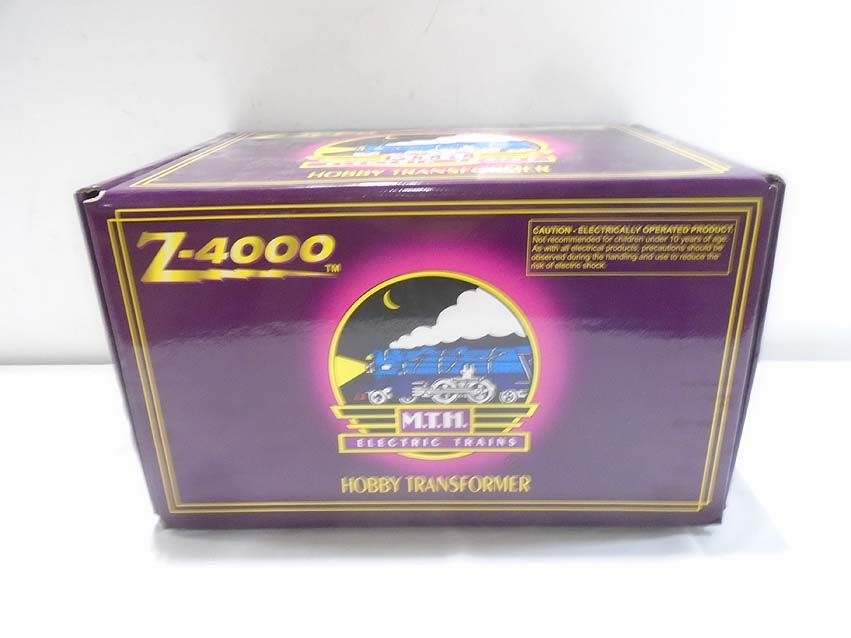 Z-4000
M.T.H.
HOBBY TRANSFORMER
Z-4000™
CAUTION - ELECTRICALLY OPERATED PRODUCT
Not recommended for children under 10 years of age.
As with all electrical products, precautions should be
observed during the handling and use to reduce the
risk of electric shock.
M.T.H.
ELECTRIC TRAINS
HOBBY TRANSFORMER